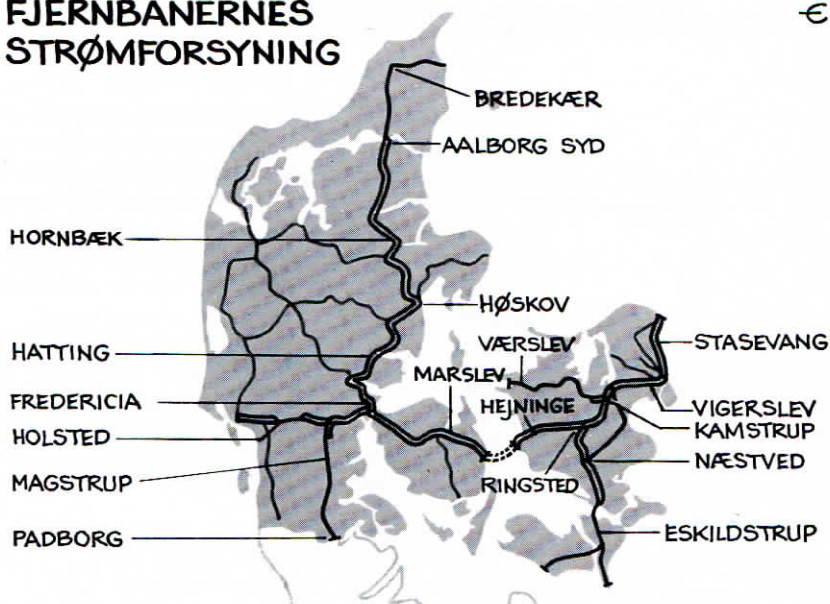 FJERNBANERNES
STRØMFORSYNING
€
BREDEKÆR
AALBORG SYD
HORNBÆK
HØSKOV
VÆRSLEV
STASEVANG
HATTING
MARSLEV
FREDERICIA
HEJNINGE
VIGERSLEV
HOLSTED
KAMSTRUP
NÆSTVED
MAGSTRUP
RINGSTED
PADBORG
ESKILDSTRUP